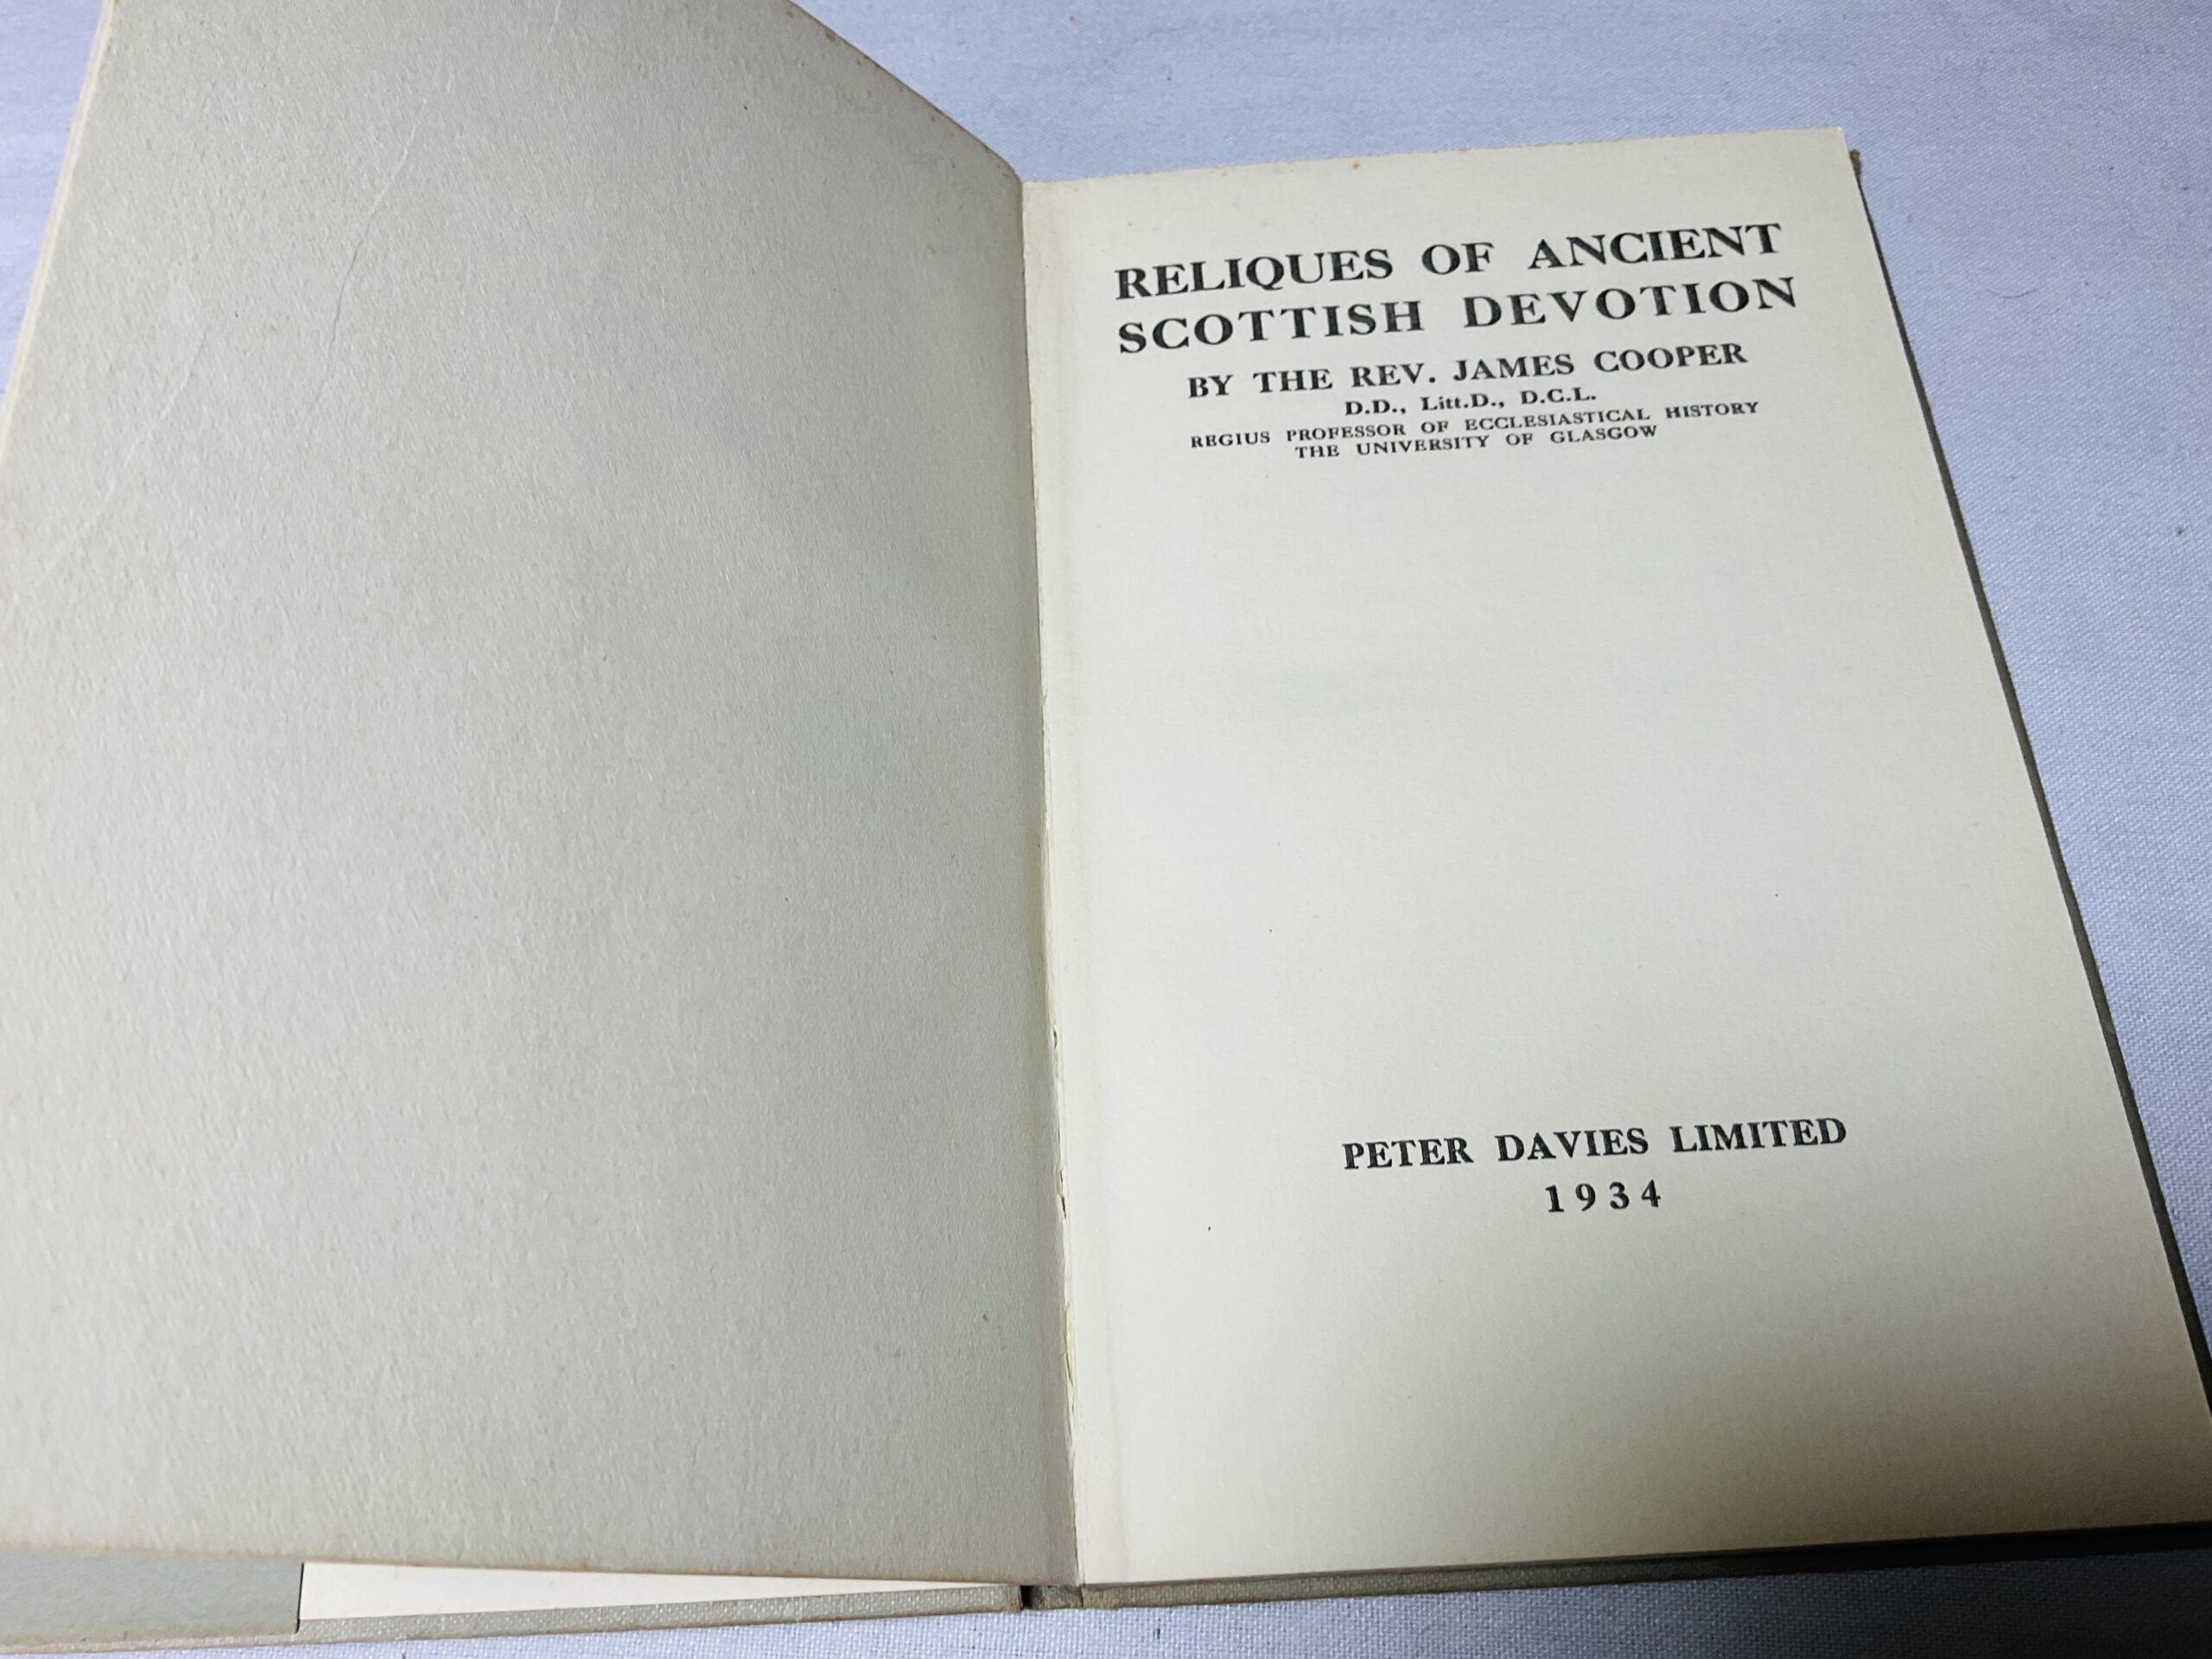 RELIQUES OF ANCIENT
SCOTTISH DEVOTION
BY THE REV. JAMES COOPER
D.D., Litt.D., D.C.L.
REGIUS PROFESSOR OF ECCLESIASTICAL HISTORY
THE UNIVERSITY OF GLASGOW
PETER DAVIES LIMITED
1934